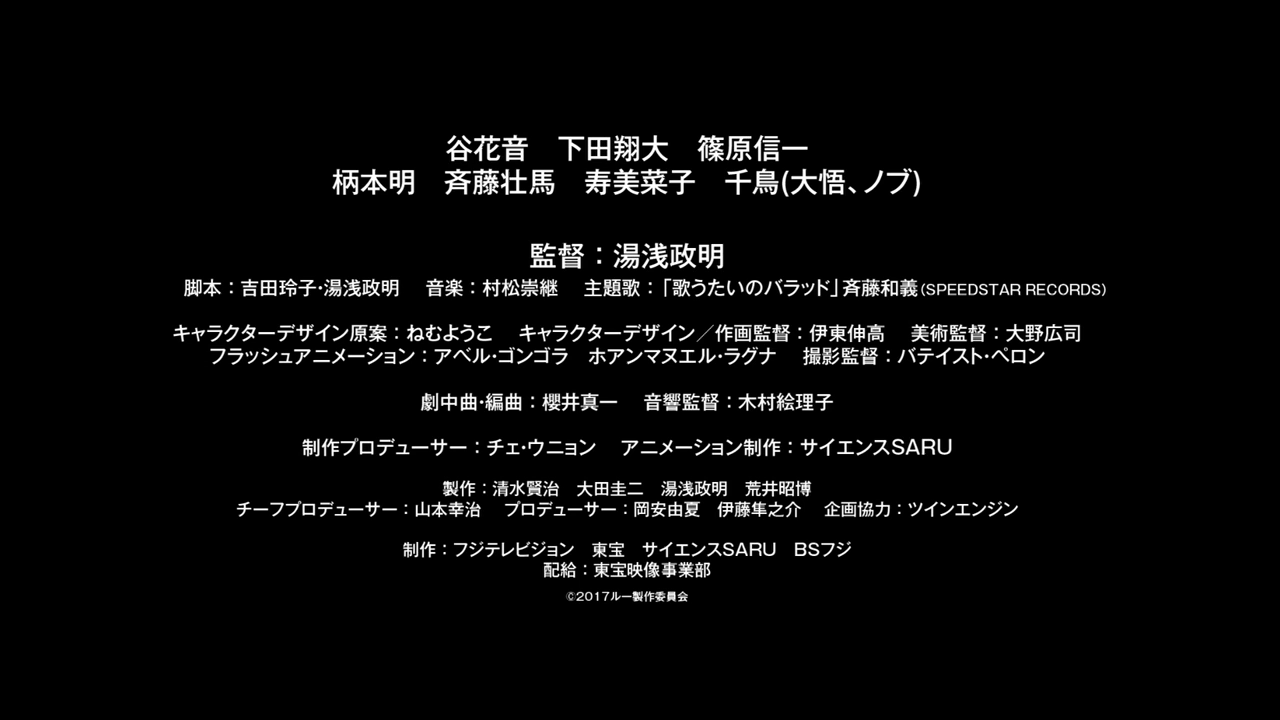 谷花音　下田翔大　篠原信一
柄本明　斉藤壮馬　寿美菜子　千鳥(大悟、ノブ)
監督：湯浅政明
脚本：吉田玲子・湯浅政明　音楽：村松崇継　主題歌：「歌うたいのバラッド」斉藤和義(SPEEDSTAR RECORDS)
キャラクターデザイン原案：ねむようこ　キャラクターデザイン／作画監督：伊東伸高　美術監督：大野広司
フラッシュアニメーション：アベル・ゴンゴラ　ホアンマヌエル・ラグナ　撮影監督：バテイスト・ペロン
劇中曲・編曲：櫻井真一　音響監督：木村絵理子
制作プロデューサー：チェ・ウニョン　アニメーション制作：サイエンスSARU
製作：清水賢治　大田圭二　湯浅政明　荒井昭博
チーフプロデューサー：山本幸治　プロデューサー：岡安由夏　伊藤隼之介　企画協力：ツインエンジン
制作：フジテレビジョン　東宝　サイエンスSARU　BSフジ
配給：東宝映像事業部
©2017ルー製作委員会